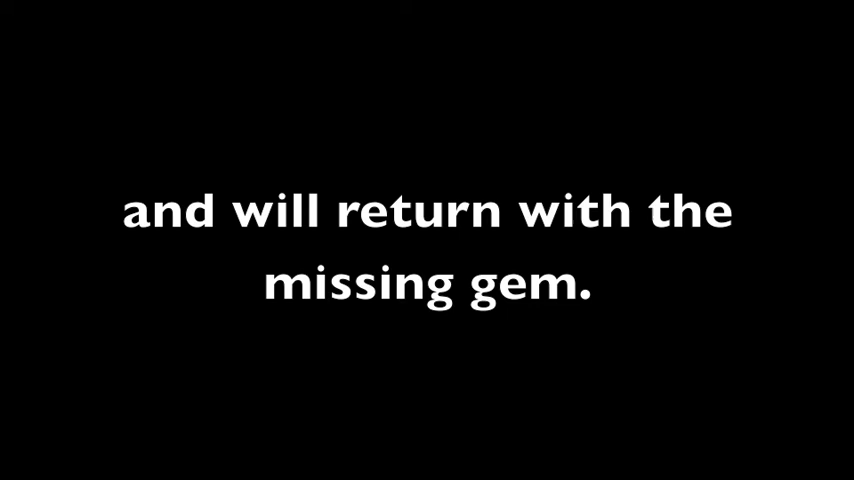 and will return with the
missing gem.